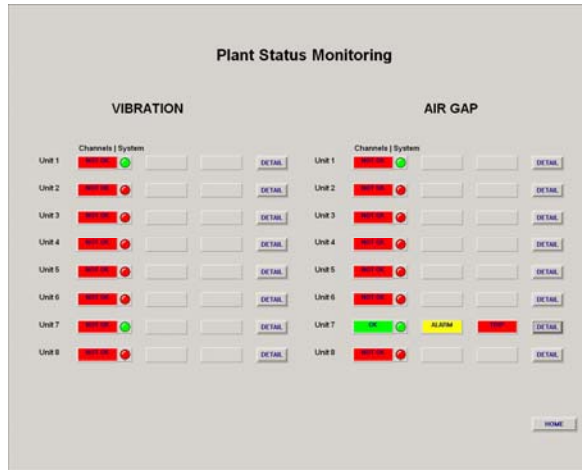 Plant Status Monitoring
VIBRATION AIR GAP
Channels | System Channels | System
Unit 1 NOT OK DETAIL Unit 1 NOT OK DETAIL
Unit 2 NOT OK DETAIL Unit 2 NOT OK DETAIL
Unit 3 NOT OK DETAIL Unit 3 NOT OK DETAIL
Unit 4 NOT OK DETAIL Unit 4 NOT OK DETAIL
Unit 5 NOT OK DETAIL Unit 5 NOT OK DETAIL
Unit 6 NOT OK DETAIL Unit 6 NOT OK DETAIL
Unit 7 NOT OK DETAIL Unit 7 OK ALARM TRIP DETAIL
Unit 8 NOT OK DETAIL Unit 8 NOT OK DETAIL
HOME